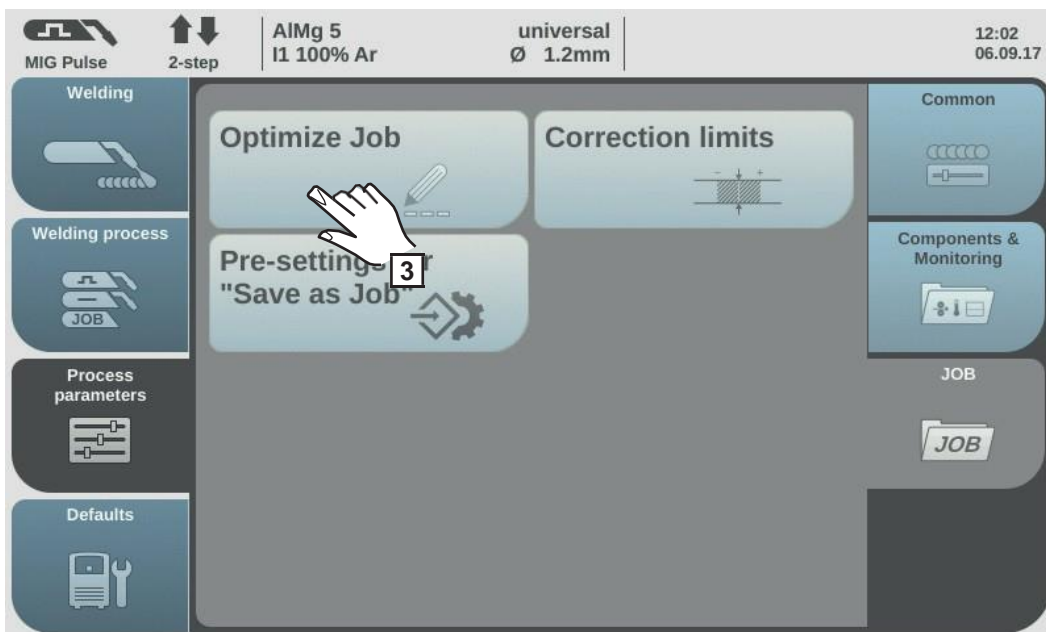 MIG Pulse
2-step
AlMg 5
I1 100% Ar
universal
Ø 1.2mm
12:02
06.09.17
Welding
Welding process
JOB
Process
parameters
Defaults
Optimize Job
Correction limits
- +
Pre-settings
"Save as Job"
3
Common
Components &
Monitoring
JOB
JOB